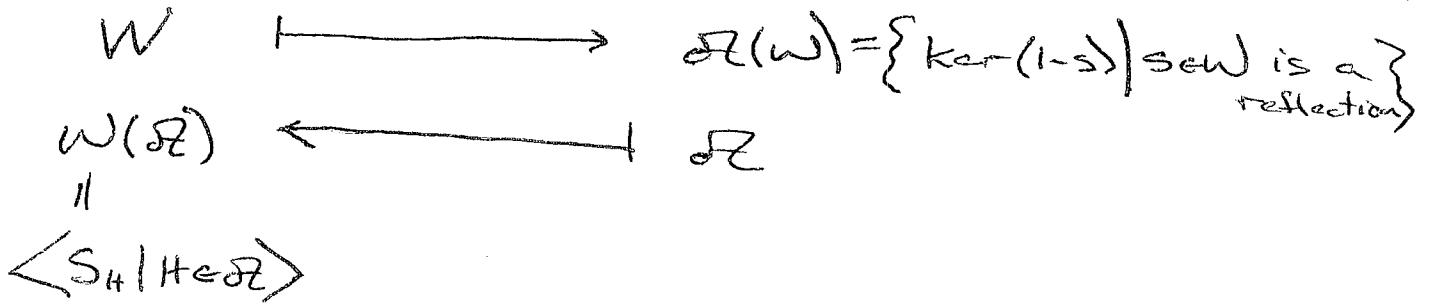 W ⟼ 𝒜(W) = {ker(1-s) | s∈W is a reflection}
W(𝒜) ⟻ 𝒜
||
⟨S_H | H∈𝒜⟩